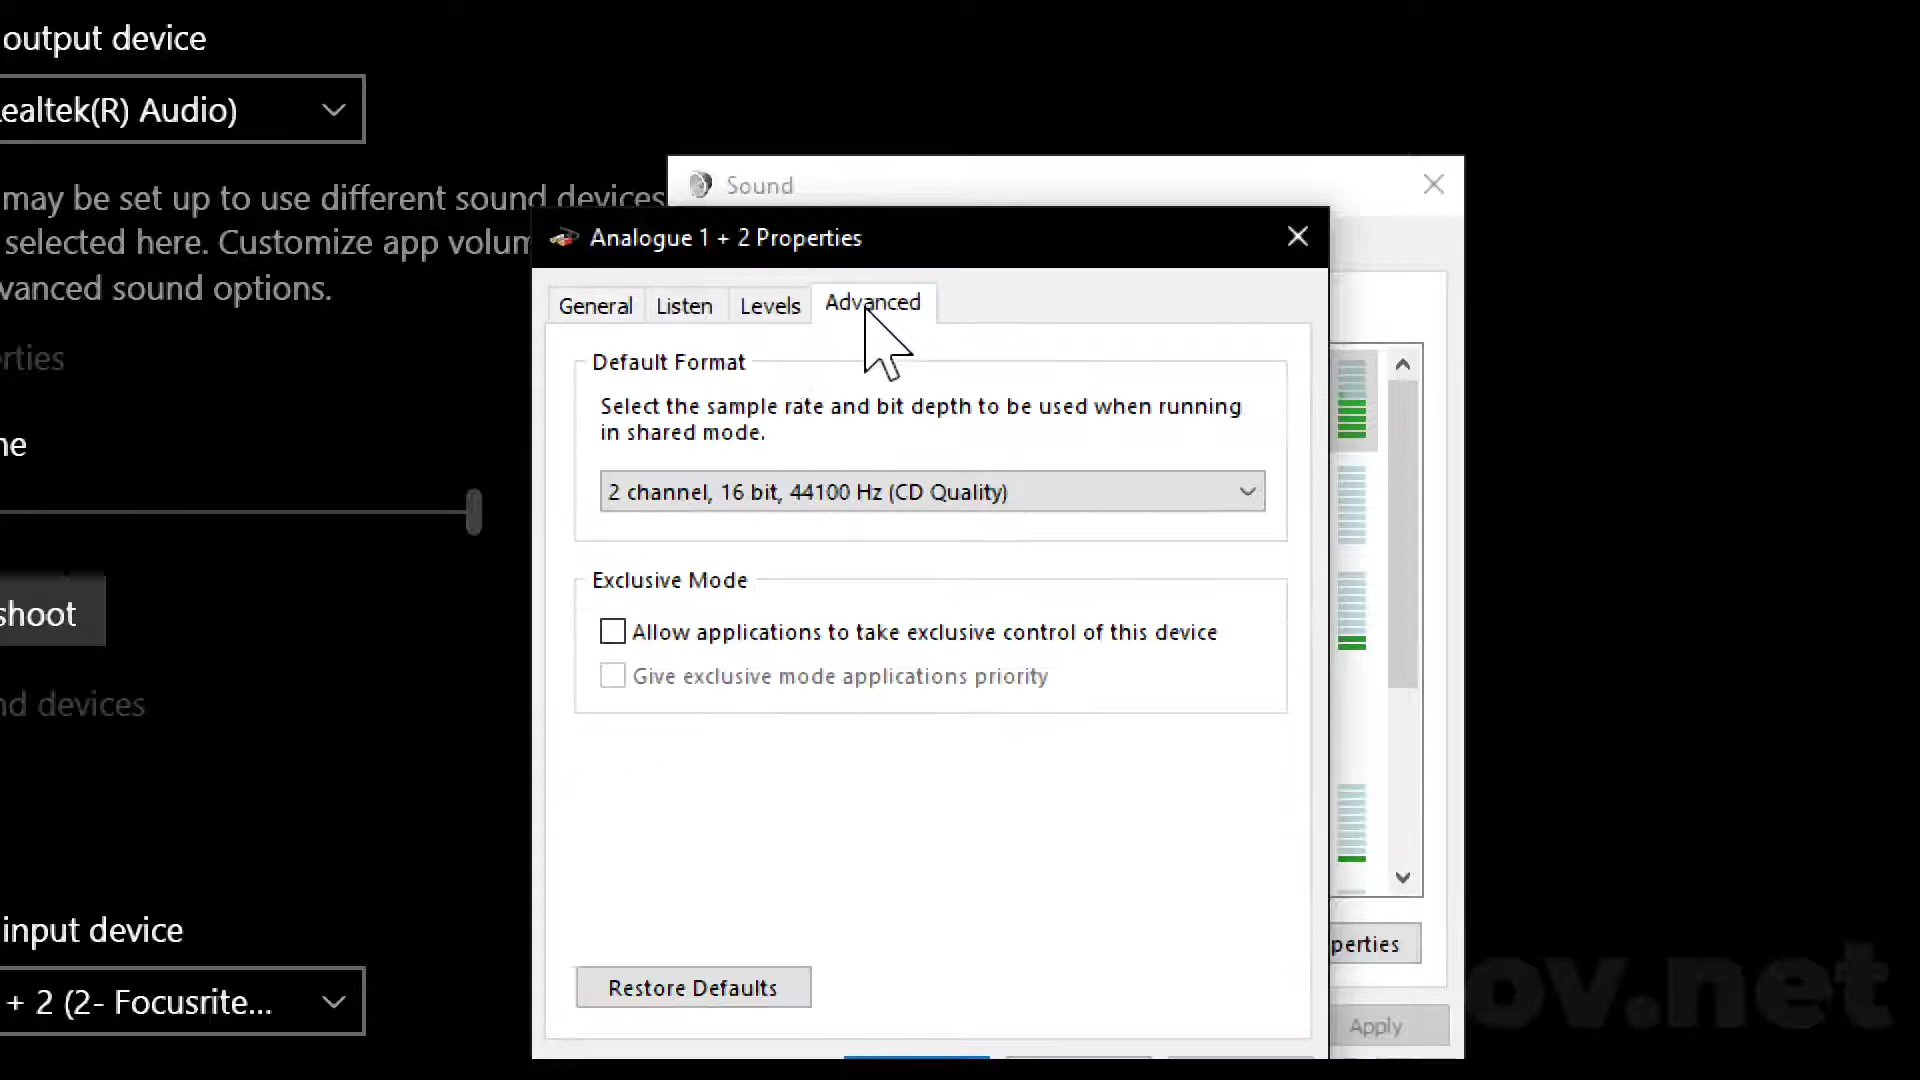 output device
ealtek(R) Audio)
may be set up to use different sound devices
selected here. Customize app volum
vanced sound options.
erties
ne
shoot
nd devices
input device
+ 2 (2- Focusrite...
Sound
Analogue 1 + 2 Properties
General Listen Levels Advanced
Default Format
Select the sample rate and bit depth to be used when running
in shared mode.
2 channel, 16 bit, 44100 Hz (CD Quality)
Exclusive Mode
Allow applications to take exclusive control of this device
Give exclusive mode applications priority
Restore Defaults
perties
Apply
ov.net